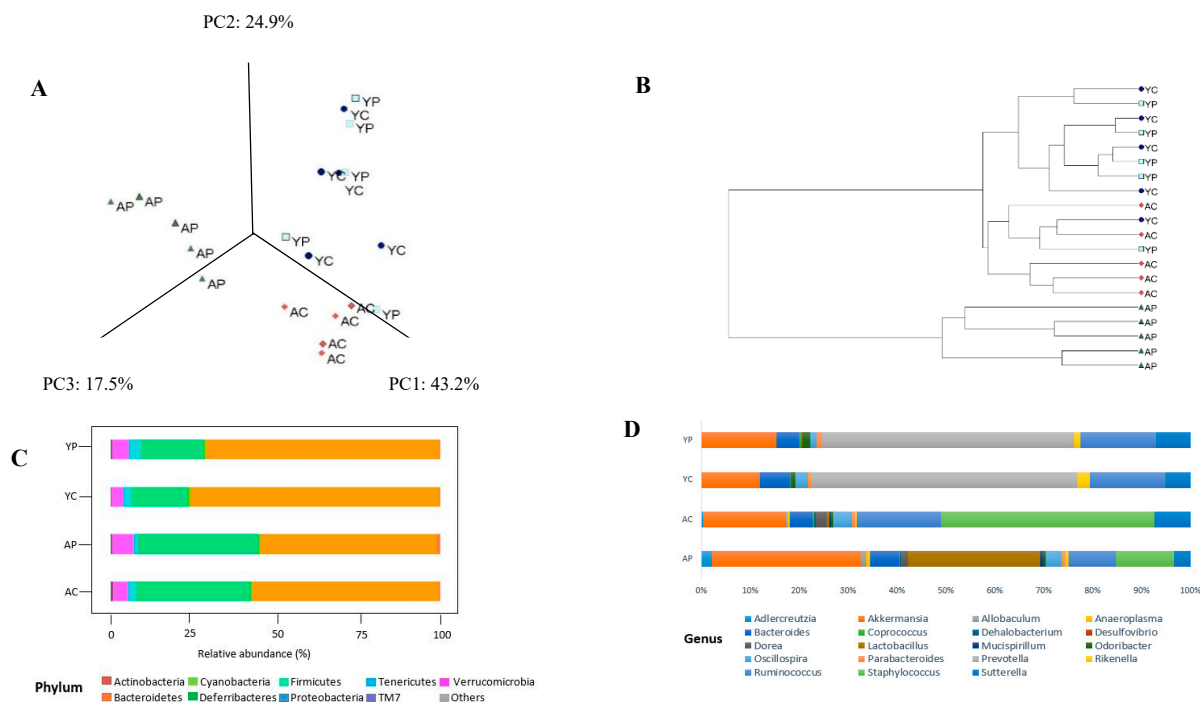 PC2: 24.9%
A
YP
YC
YP
YC
YP
YC
AP
AP
AP
AP
AP
YP
YC
YC
AC
AC
AC
YP
AC
AC
PC3: 17.5%
PC1: 43.2%
B
YC
YP
YC
YP
YC
YP
YP
YC
AC
YC
AC
YP
AC
AC
AC
AP
AP
AP
AP
AP
C
YP
YC
AP
AC
0 25 50 75 100
Relative abundance (%)
Phylum
Actinobacteria Cyanobacteria Firmicutes Tenericutes Verrucomicrobia
Bacteroidetes Deferribacteres Proteobacteria TM7 Others
D
YP
YC
AC
AP
0% 10% 20% 30% 40% 50% 60% 70% 80% 90% 100%
Genus
Adlercreutzia Akkermansia Allobaculum Anaeroplasma
Bacteroides Coprococcus Dehalobacterium Desulfovibrio
Dorea Lactobacillus Mucispirillum Odoribacter
Oscillospira Parabacteroides Prevotella Rikenella
Ruminococcus Staphylococcus Sutterella